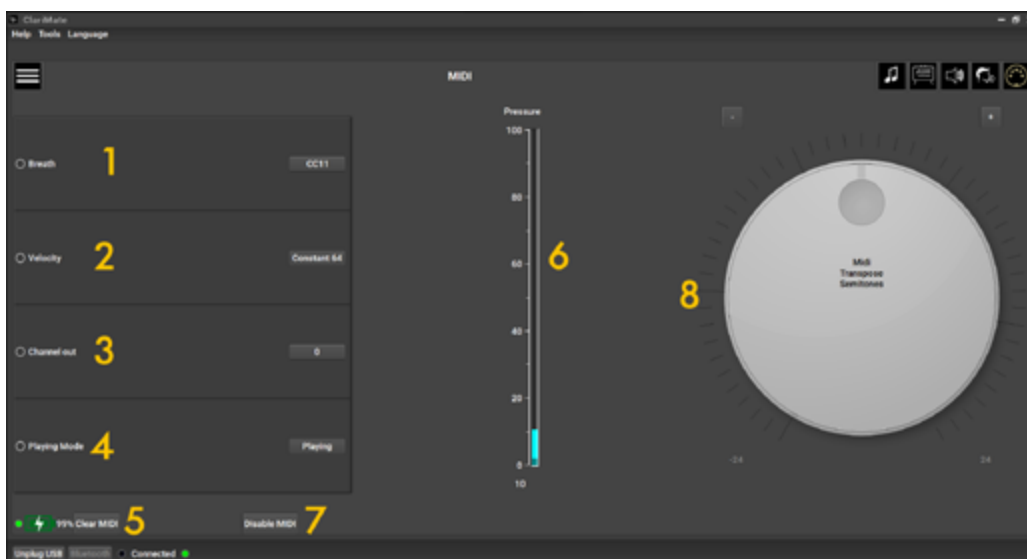 ClariMate
Help Tools Language
MIDI
Breath 1 CC11
Velocity 2 Constant 64
Channel out 3 0
Playing Mode 4 Playing
99% Clear MIDI 5 Disable MIDI 7
Pressure
100
80
60
40
20
0
10
6
- +
8
Midi
Transpose
Semitones
-24 24
Unplug USB Bluetooth Connected